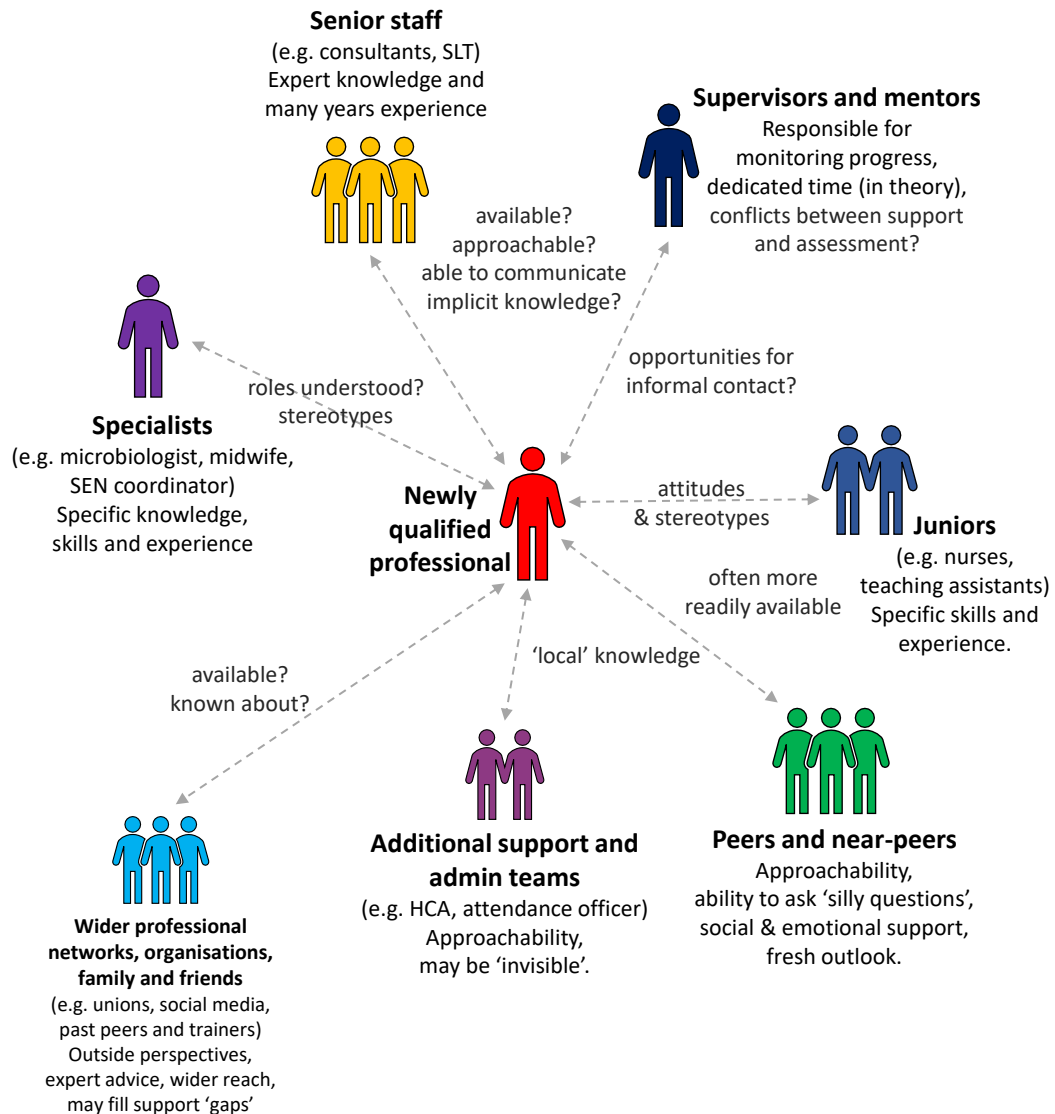 Senior staff
(e.g. consultants, SLT)
Expert knowledge and
many years experience
Supervisors and mentors
Responsible for
monitoring progress,
dedicated time (in theory),
conflicts between support
and assessment?
available?
approachable?
able to communicate
implicit knowledge?
opportunities for
informal contact?
roles understood?
stereotypes
Specialists
(e.g. microbiologist, midwife,
SEN coordinator)
Specific knowledge,
skills and experience
Newly
qualified
professional
attitudes
& stereotypes
Juniors
(e.g. nurses,
teaching assistants)
Specific skills and
experience.
often more
readily available
'local' knowledge
available?
known about?
Wider professional
networks, organisations,
family and friends
(e.g. unions, social media,
past peers and trainers)
Outside perspectives,
expert advice, wider reach,
may fill support 'gaps'
Additional support and
admin teams
(e.g. HCA, attendance officer)
Approachability,
may be 'invisible'.
Peers and near-peers
Approachability,
ability to ask 'silly questions',
social & emotional support,
fresh outlook.